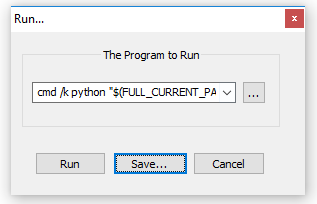 Run...
x
The Program to Run
cmd /k python "$(FULL_CURRENT_PA
...
Run Save... Cancel